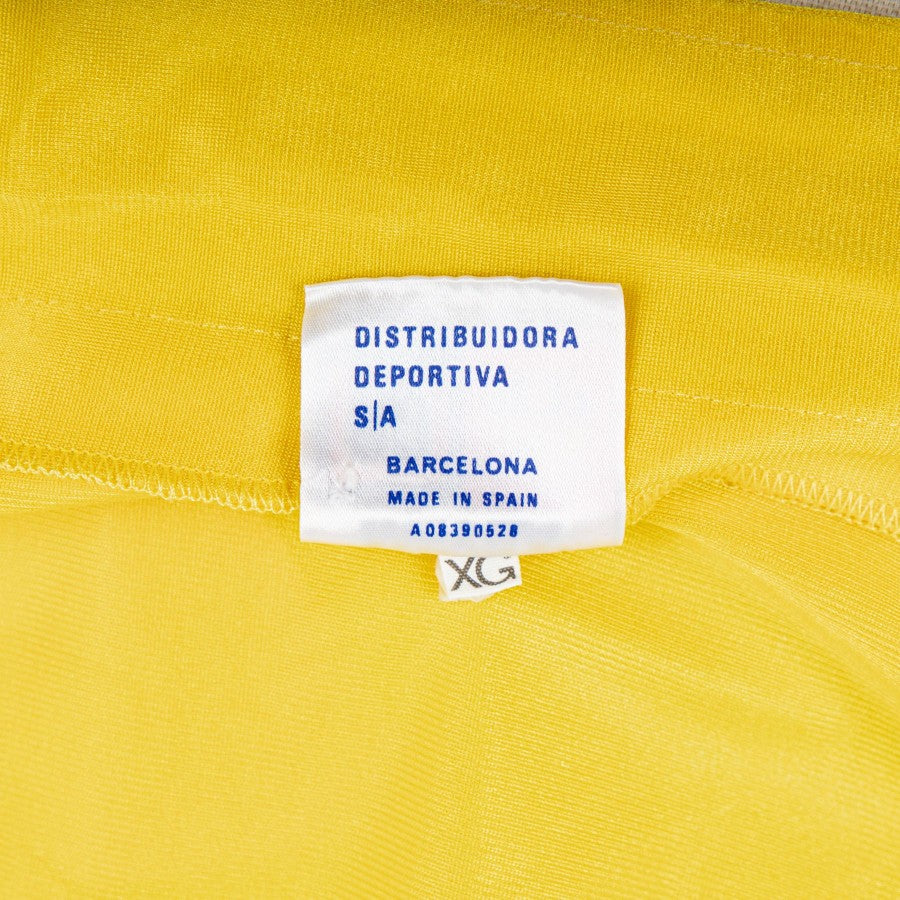 DISTRIBUIDORA
DEPORTIVA
S/A
BARCELONA
MADE IN SPAIN
A08390528
XG